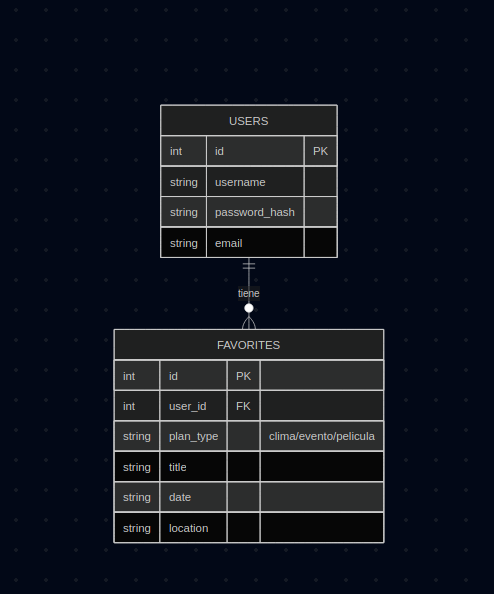 USERS
int id PK
string username
string password_hash
string email
tiene
FAVORITES
int id PK
int user_id FK
string plan_type clima/evento/pelicula
string title
string date
string location